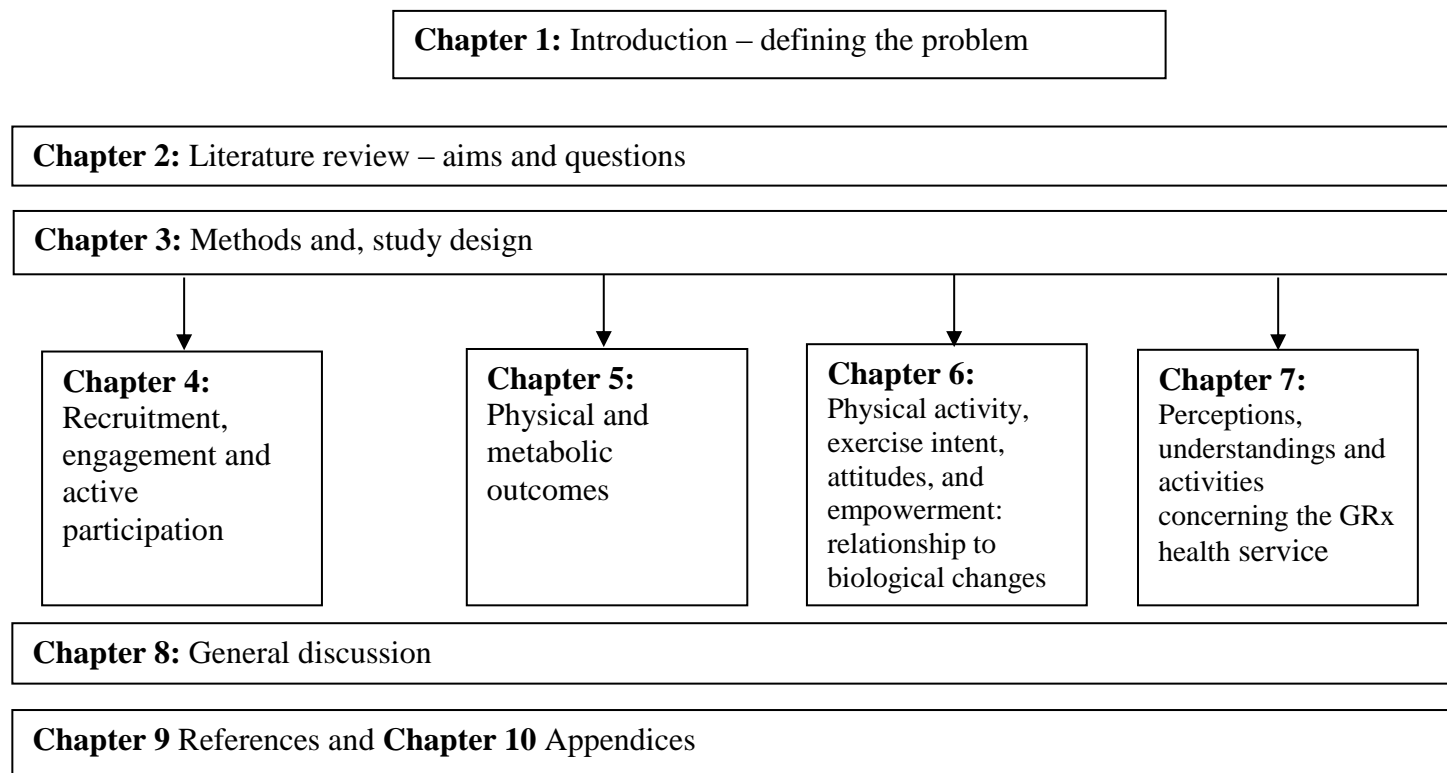 Chapter 1: Introduction – defining the problem
Chapter 2: Literature review – aims and questions
Chapter 3: Methods and, study design
Chapter 4:
Recruitment,
engagement and
active
participation
Chapter 5:
Physical and
metabolic
outcomes
Chapter 6:
Physical activity,
exercise intent,
attitudes, and
empowerment:
relationship to
biological changes
Chapter 7:
Perceptions,
understandings and
activities
concerning the GRx
health service
Chapter 8: General discussion
Chapter 9 References and Chapter 10 Appendices